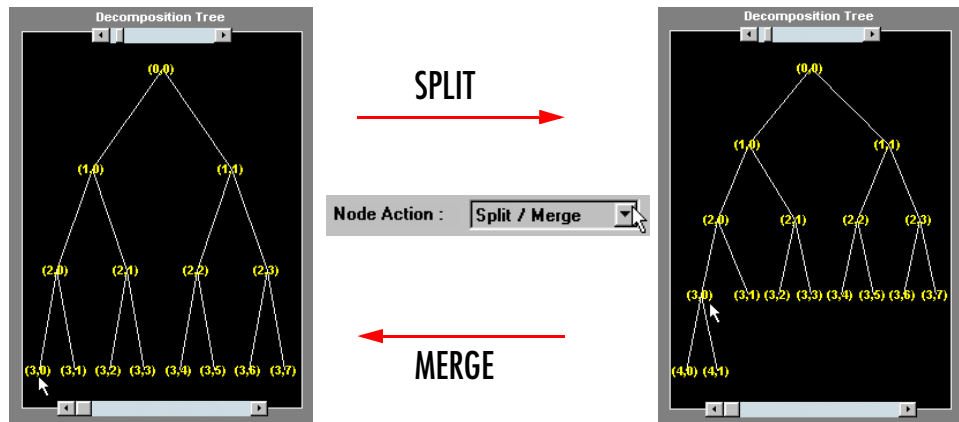 Decomposition Tree
(0,0)
(1,0) (1,1)
(2,0) (2,1) (2,2) (2,3)
(3,0) (3,1) (3,2) (3,3) (3,4) (3,5) (3,6) (3,7)
SPLIT
Node Action : Split / Merge
MERGE
Decomposition Tree
(0,0)
(1,0) (1,1)
(2,0) (2,1) (2,2) (2,3)
(3,0) (3,1) (3,2) (3,3) (3,4) (3,5) (3,6) (3,7)
(4,0) (4,1)